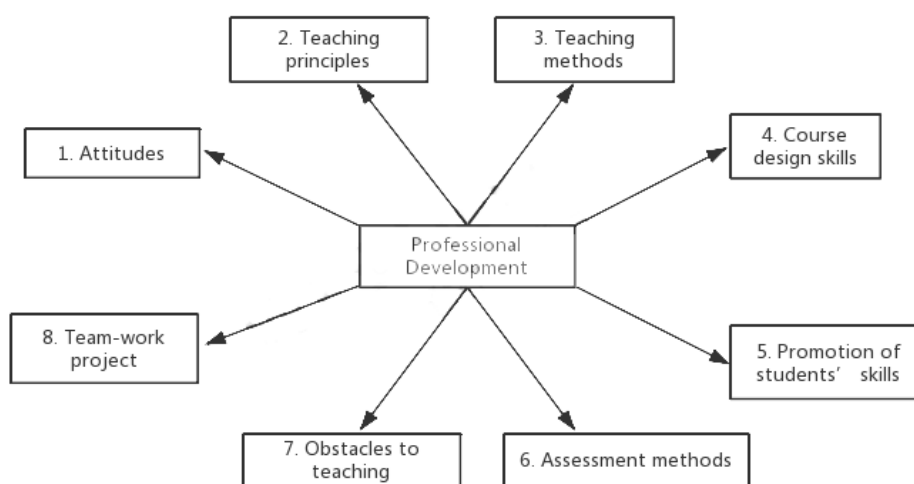 2. Teaching
principles
3. Teaching
methods
1. Attitudes
4. Course
design skills
Professional
Development
8. Team-work
project
5. Promotion of
students’ skills
7. Obstacles to
teaching
6. Assessment methods